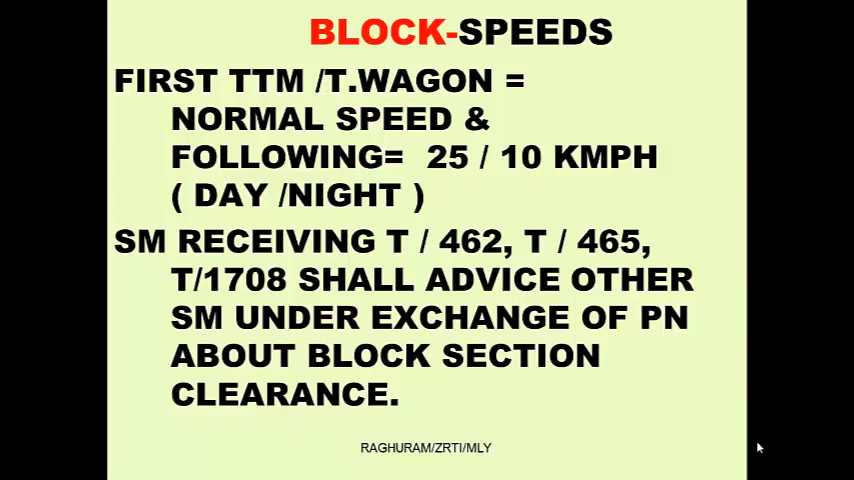 BLOCK-SPEEDS
FIRST TTM /T.WAGON =
NORMAL SPEED &
FOLLOWING= 25 / 10 KMPH
( DAY /NIGHT )
SM RECEIVING T / 462, T / 465,
T/1708 SHALL ADVICE OTHER
SM UNDER EXCHANGE OF PN
ABOUT BLOCK SECTION
CLEARANCE.
RAGHURAM/ZRTI/MLY